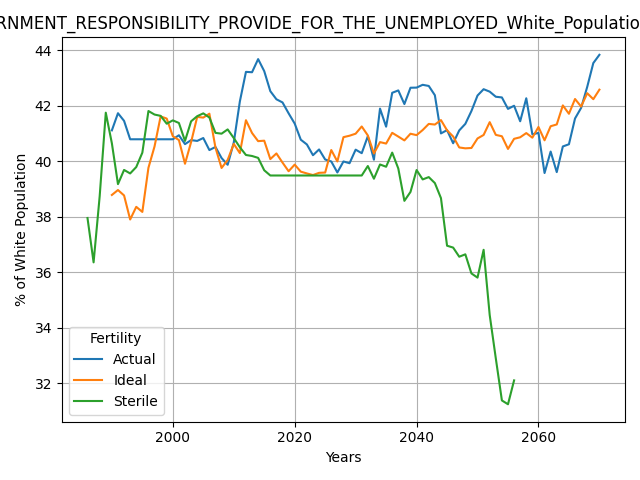 RNMENT_RESPONSIBILITY_PROVIDE_FOR_THE_UNEMPLOYED_White_Populatio
44
42
40
38
36
34
32
% of White Population
Fertility
Actual
Ideal
Sterile
2000 2020 2040 2060
Years